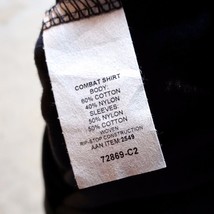 COMBAT SHIRT
BODY:
60% COTTON
40% NYLON
SLEEVES:
50% NYLON
50% COTTON
WOVEN
RIP-STOP CONSTRUCTION
AAN ITEM: 2549
72869-C2